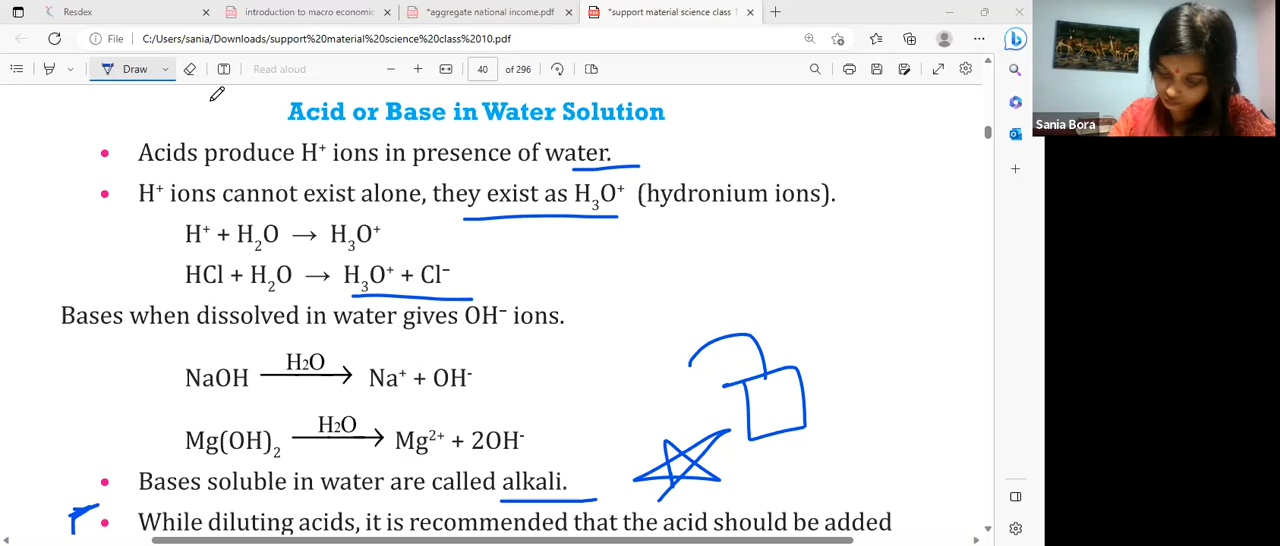 Resdex
introduction to macro economic
*aggregate national income.pdf
*support material science class 1
File
C:/Users/sania/Downloads/support%20material%20science%20class%2010.pdf
Draw
Read aloud
40
of 296
Acid or Base in Water Solution
• Acids produce H⁺ ions in presence of water.
• H⁺ ions cannot exist alone, they exist as H₃O⁺ (hydronium ions).
H⁺ + H₂O → H₃O⁺
HCl + H₂O → H₃O⁺ + Cl⁻
Bases when dissolved in water gives OH⁻ ions.
H₂O
NaOH ⟶ Na⁺ + OH⁻
H₂O
Mg(OH)₂ ⟶ Mg²⁺ + 2OH⁻
• Bases soluble in water are called alkali.
• While diluting acids, it is recommended that the acid should be added
Sania Bora